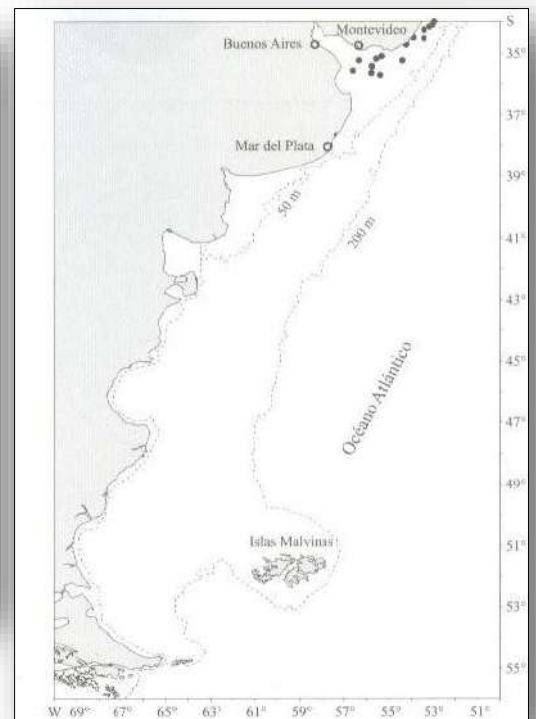 S
Montevideo
Buenos Aires
35°
37°
Mar del Plata
39°
50 m
200 m
41°
43°
45°
Océano Atlántico
47°
49°
Islas Malvinas
51°
53°
55°
W 69° 67° 65° 63° 61° 59° 57° 55° 53° 51°